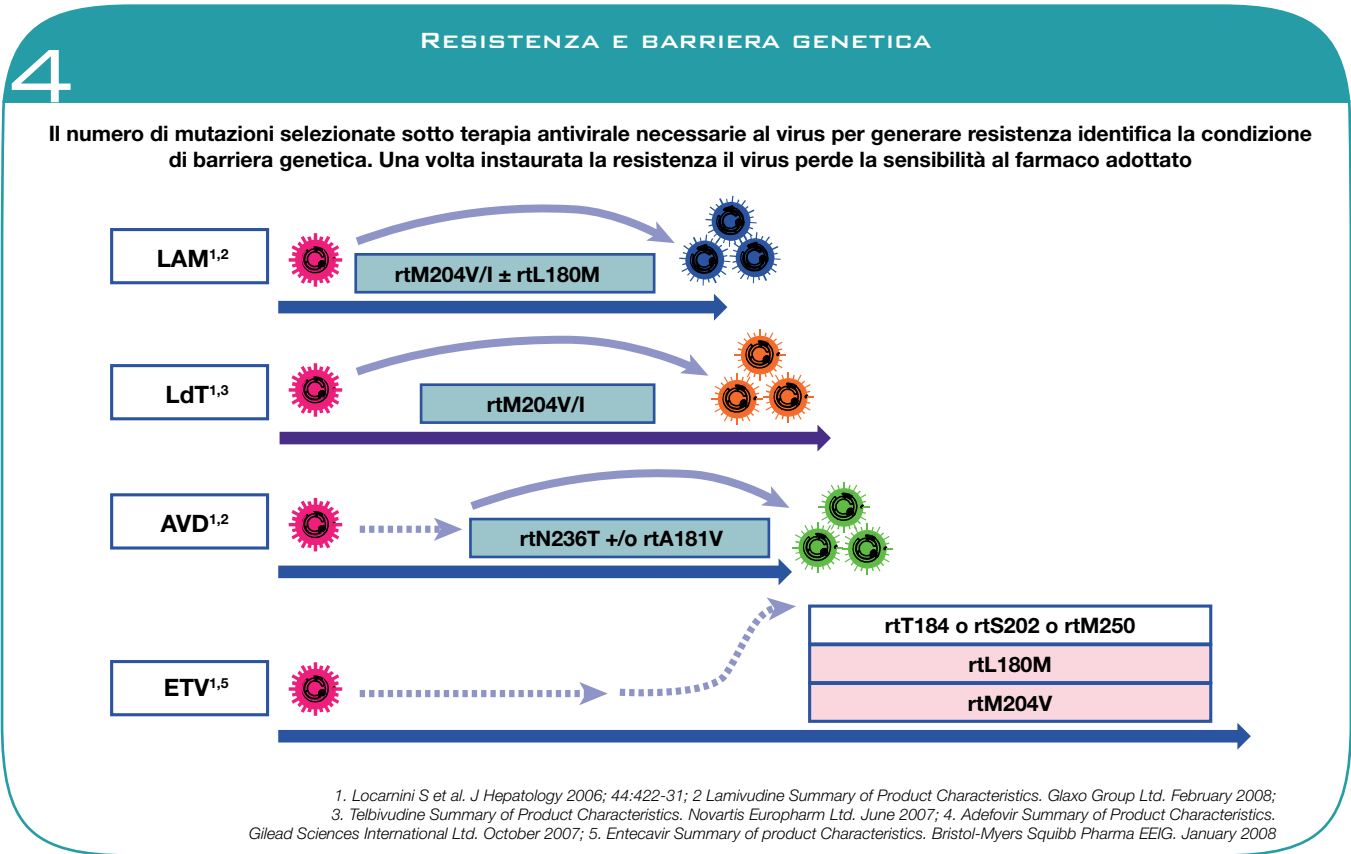 4
RESISTENZA E BARRIERA GENETICA
Il numero di mutazioni selezionate sotto terapia antivirale necessarie al virus per generare resistenza identifica la condizione
di barriera genetica. Una volta instaurata la resistenza il virus perde la sensibilità al farmaco adottato
LAM1,2
rtM204V/I ± rtL180M
LdT1,3
rtM204V/I
AVD1,2
rtN236T +/o rtA181V
ETV1,5
rtT184 o rtS202 o rtM250
rtL180M
rtM204V
1. Locarnini S et al. J Hepatology 2006; 44:422-31; 2 Lamivudine Summary of Product Characteristics. Glaxo Group Ltd. February 2008;
3. Telbivudine Summary of Product Characteristics. Novartis Europharm Ltd. June 2007; 4. Adefovir Summary of Product Characteristics.
Gilead Sciences International Ltd. October 2007; 5. Entecavir Summary of product Characteristics. Bristol-Myers Squibb Pharma EEIG. January 2008